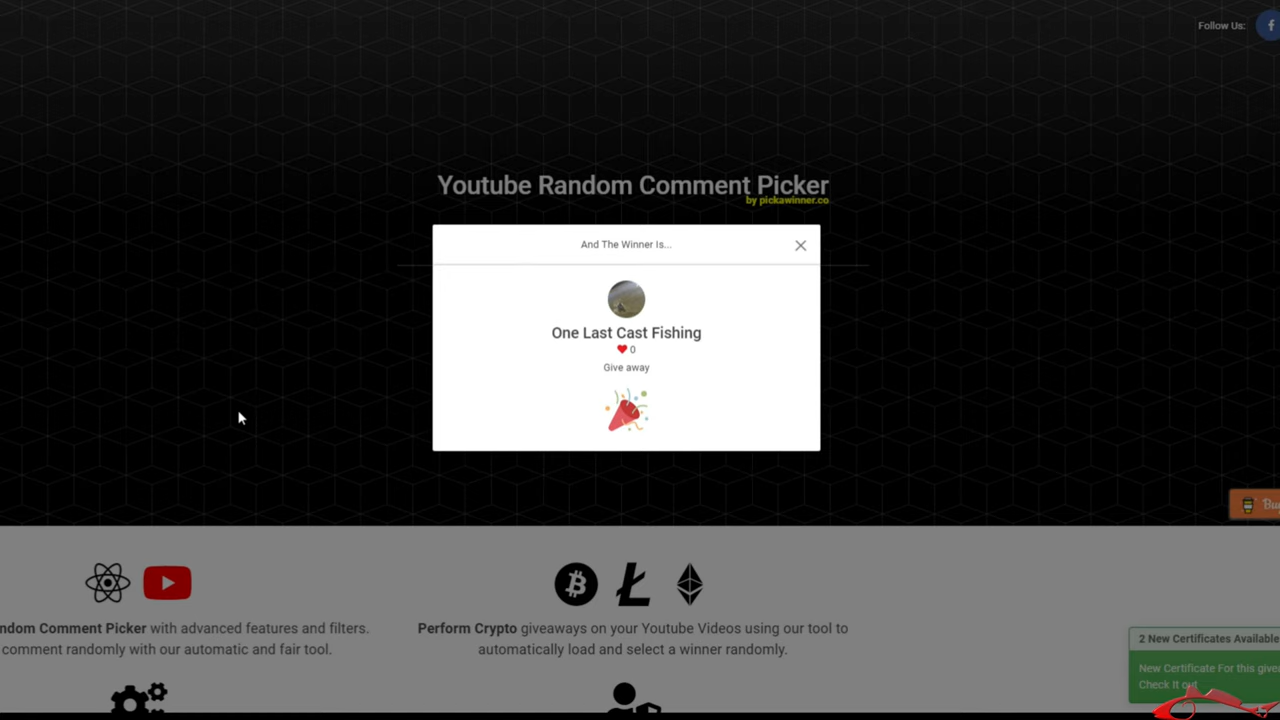 Follow Us:
Youtube Random Comment Picker
by pickawinner.co
And The Winner Is...
One Last Cast Fishing
0
Give away
Random Comment Picker with advanced features and filters.
comment randomly with our automatic and fair tool.
Perform Crypto giveaways on your Youtube Videos using our tool to
automatically load and select a winner randomly.
2 New Certificates Available
New Certificate For this give
Check It out